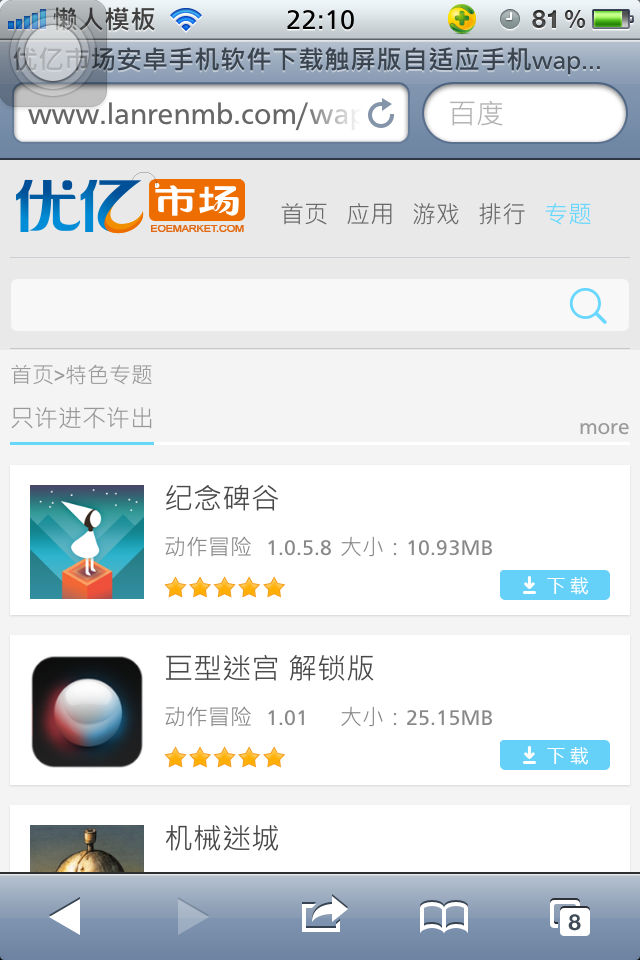 懒人模板 22:10 81%
优亿市场安卓手机软件下载触屏版自适应手机wap...
www.lanrenmb.com/wap 百度
优亿市场 首页 应用 游戏 排行 专题
EOEMARKET.COM
首页>特色专题
只许进不许出
more
纪念碑谷
动作冒险 1.0.5.8 大小：10.93MB
下载
巨型迷宫 解锁版
动作冒险 1.01 大小：25.15MB
下载
机械迷城
8